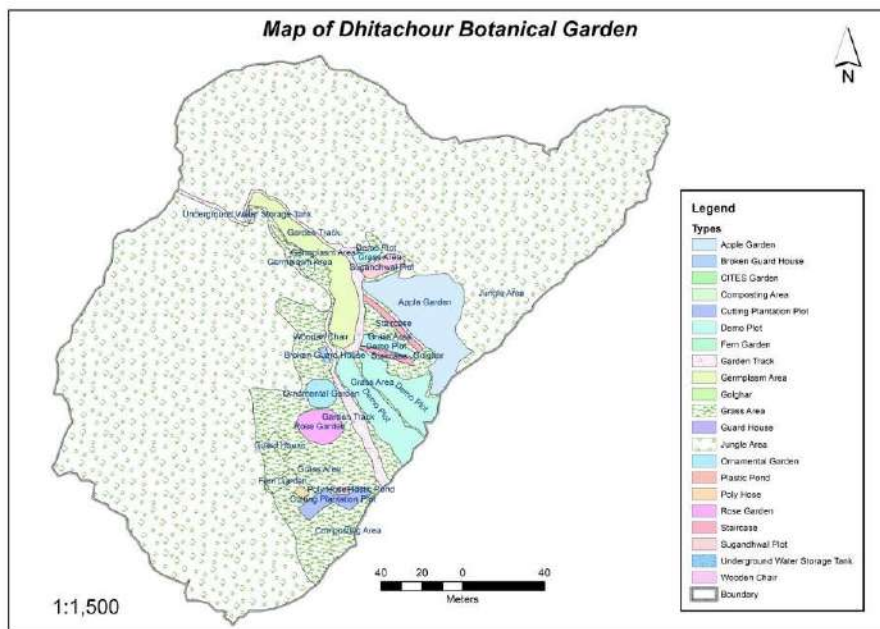 Map of Dhitachour Botanical Garden
N
Underground Water Storage Tank
Garden Track
Demo Plot
Germplasm Area
Grass Area
Germplasm Area
Sugandhwal Plot
Jungle Area
Apple Garden
Staircase
Wooden Chair
Grass Area
Demo Plot
Broken Guard House
Staircase
Golghar
Grass Area
Demo Plot
Ornamental Garden
Demo Plot
Garden Track
Rose Garden
Guard House
Grass Area
Fern Garden
Poly Hose
Plastic Pond
Cutting Plantation Plot
Composting Area
40 20 0 40
Meters
1:1,500
Legend
Types
Apple Garden
Broken Guard House
CITES Garden
Composting Area
Cutting Plantation Plot
Demo Plot
Fern Garden
Garden Track
Germplasm Area
Golghar
Grass Area
Guard House
Jungle Area
Ornamental Garden
Plastic Pond
Poly Hose
Rose Garden
Staircase
Sugandhwal Plot
Underground Water Storage Tank
Wooden Chair
Boundary